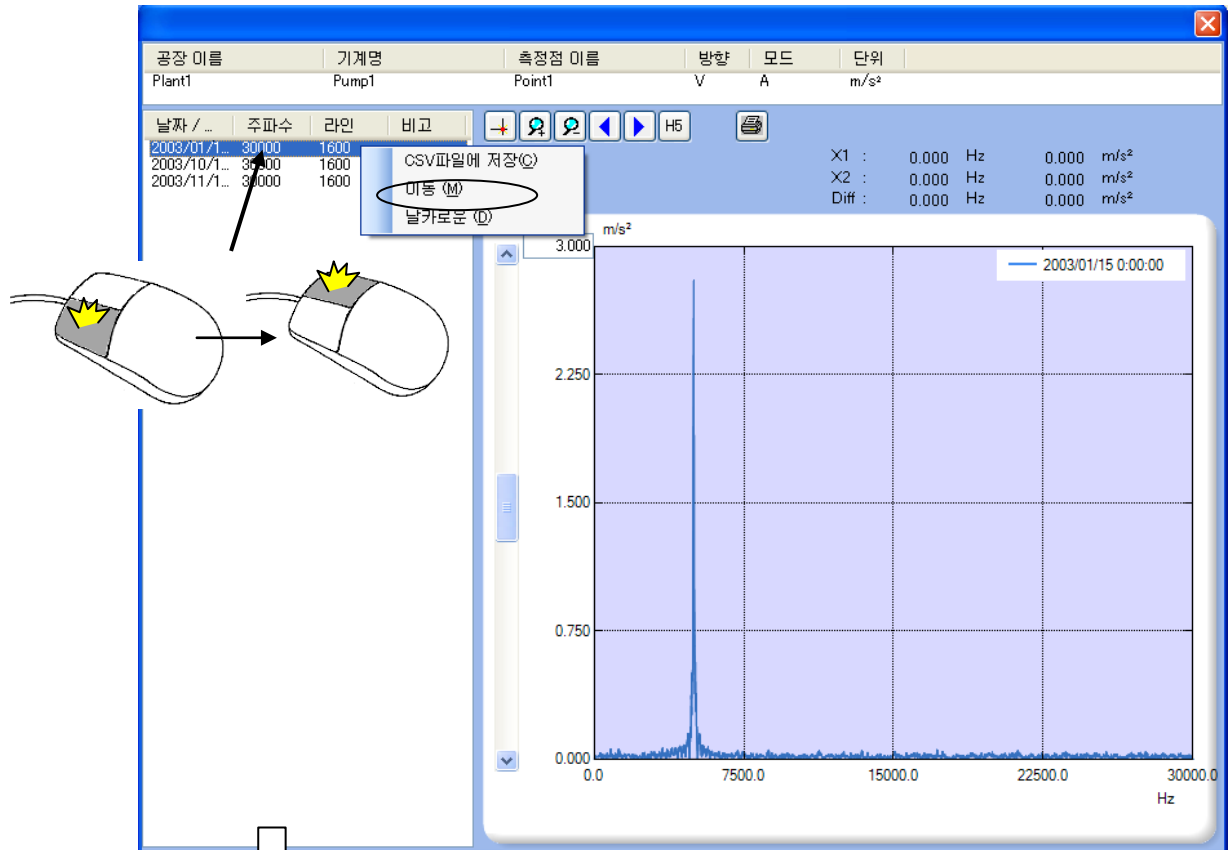 공장 이름 기계명 측정점 이름 방향 모드 단위
Plant1 Pump1 Point1 V A m/s²
날짜 / ... 주파수 라인 비고
2003/01/1... 30000 1600
2003/10/1... 30000 1600
2003/11/1... 30000 1600
CSV파일에 저장(C)
이동 (M)
날카로운 (D)
H5
X1 : 0.000 Hz 0.000 m/s²
X2 : 0.000 Hz 0.000 m/s²
Diff : 0.000 Hz 0.000 m/s²
m/s²
3.000
2003/01/15 0:00:00
2.250
1.500
0.750
0.000
0.0 7500.0 15000.0 22500.0 30000.0
Hz